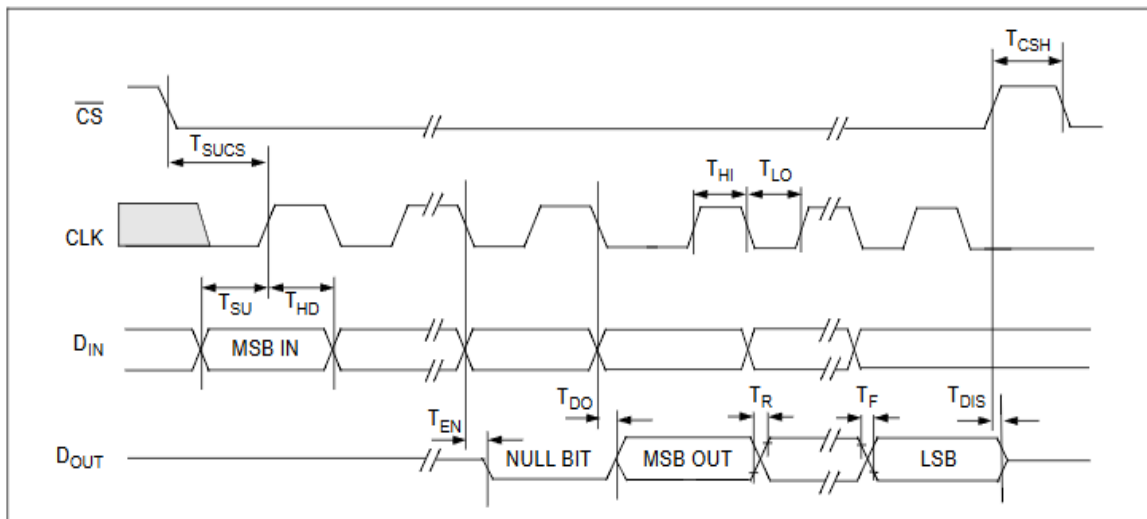 T_CSH
C̅S̅
T_SUCS
T_HI T_LO
CLK
T_SU T_HD
D_IN MSB IN
T_EN T_DO T_R T_F T_DIS
D_OUT NULL BIT MSB OUT LSB